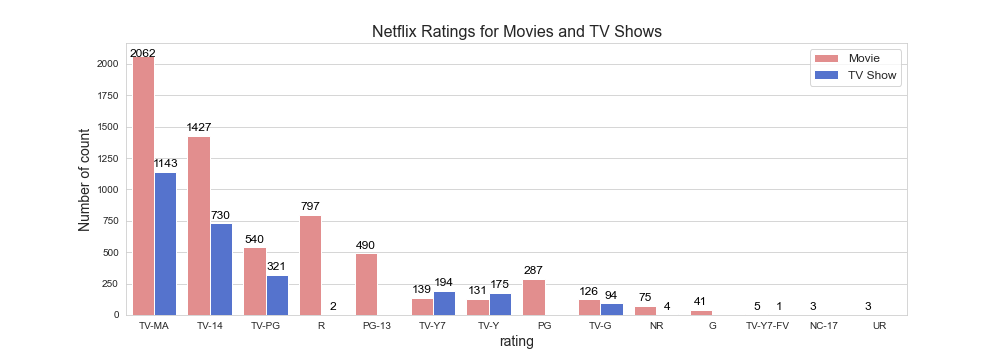 Netflix Ratings for Movies and TV Shows
Movie
TV Show
Number of count
2000
1750
1500
1250
1000
750
500
250
0
2062
1143
1427
730
540
321
797
2
490
139
194
131
175
287
126
94
75
4
41
5
1
3
3
TV-MA
TV-14
TV-PG
R
PG-13
TV-Y7
TV-Y
PG
TV-G
NR
G
TV-Y7-FV
NC-17
UR
rating